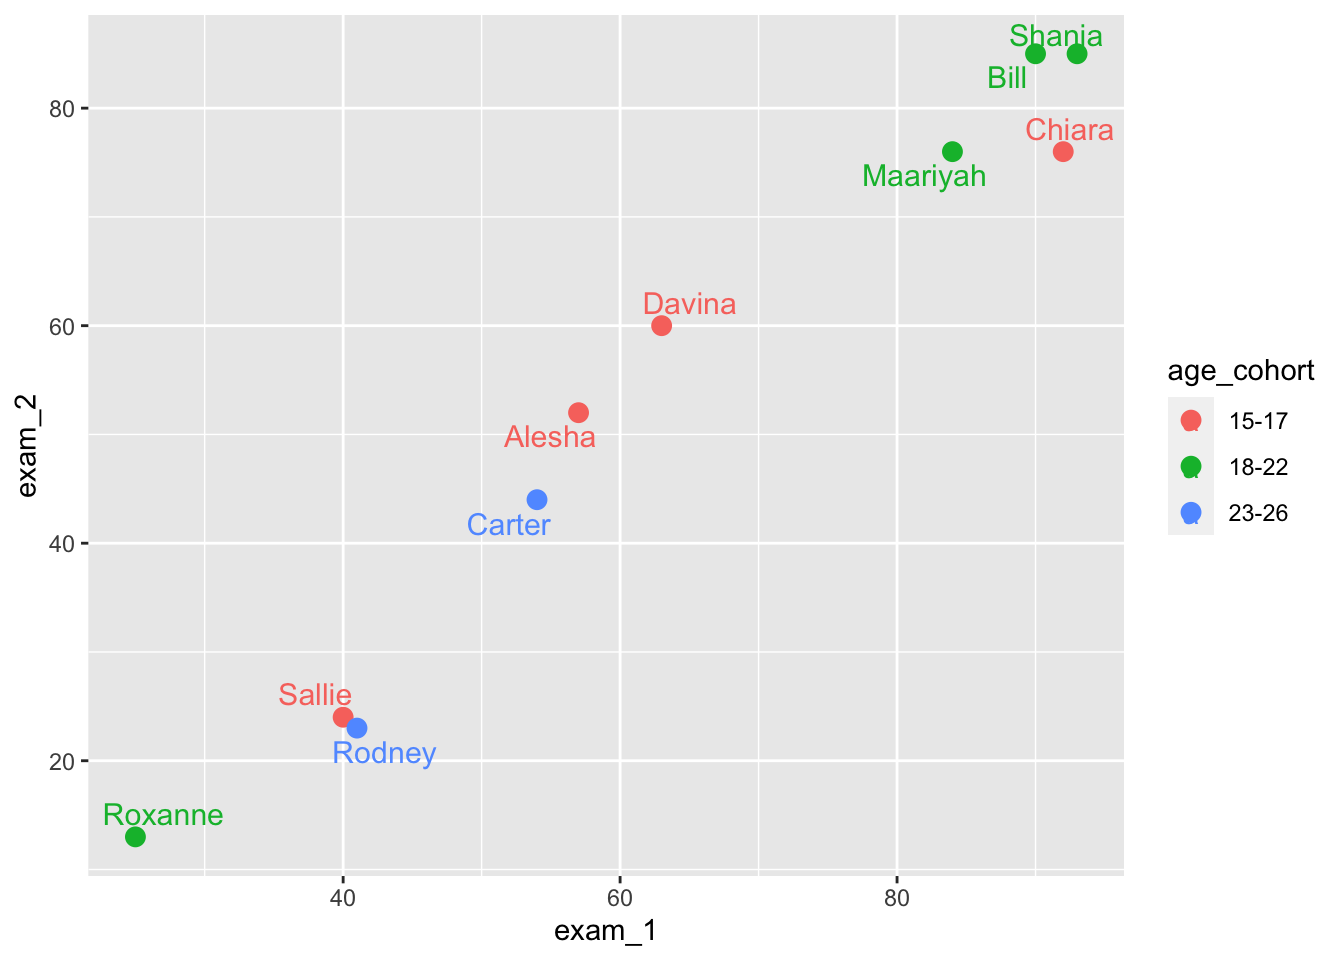 Shania
Bill
Chiara
Maariyah
Davina
Alesha
Carter
Sallie
Rodney
Roxanne
80
60
40
20
40
60
80
exam_1
exam_2
age_cohort
15-17
18-22
23-26